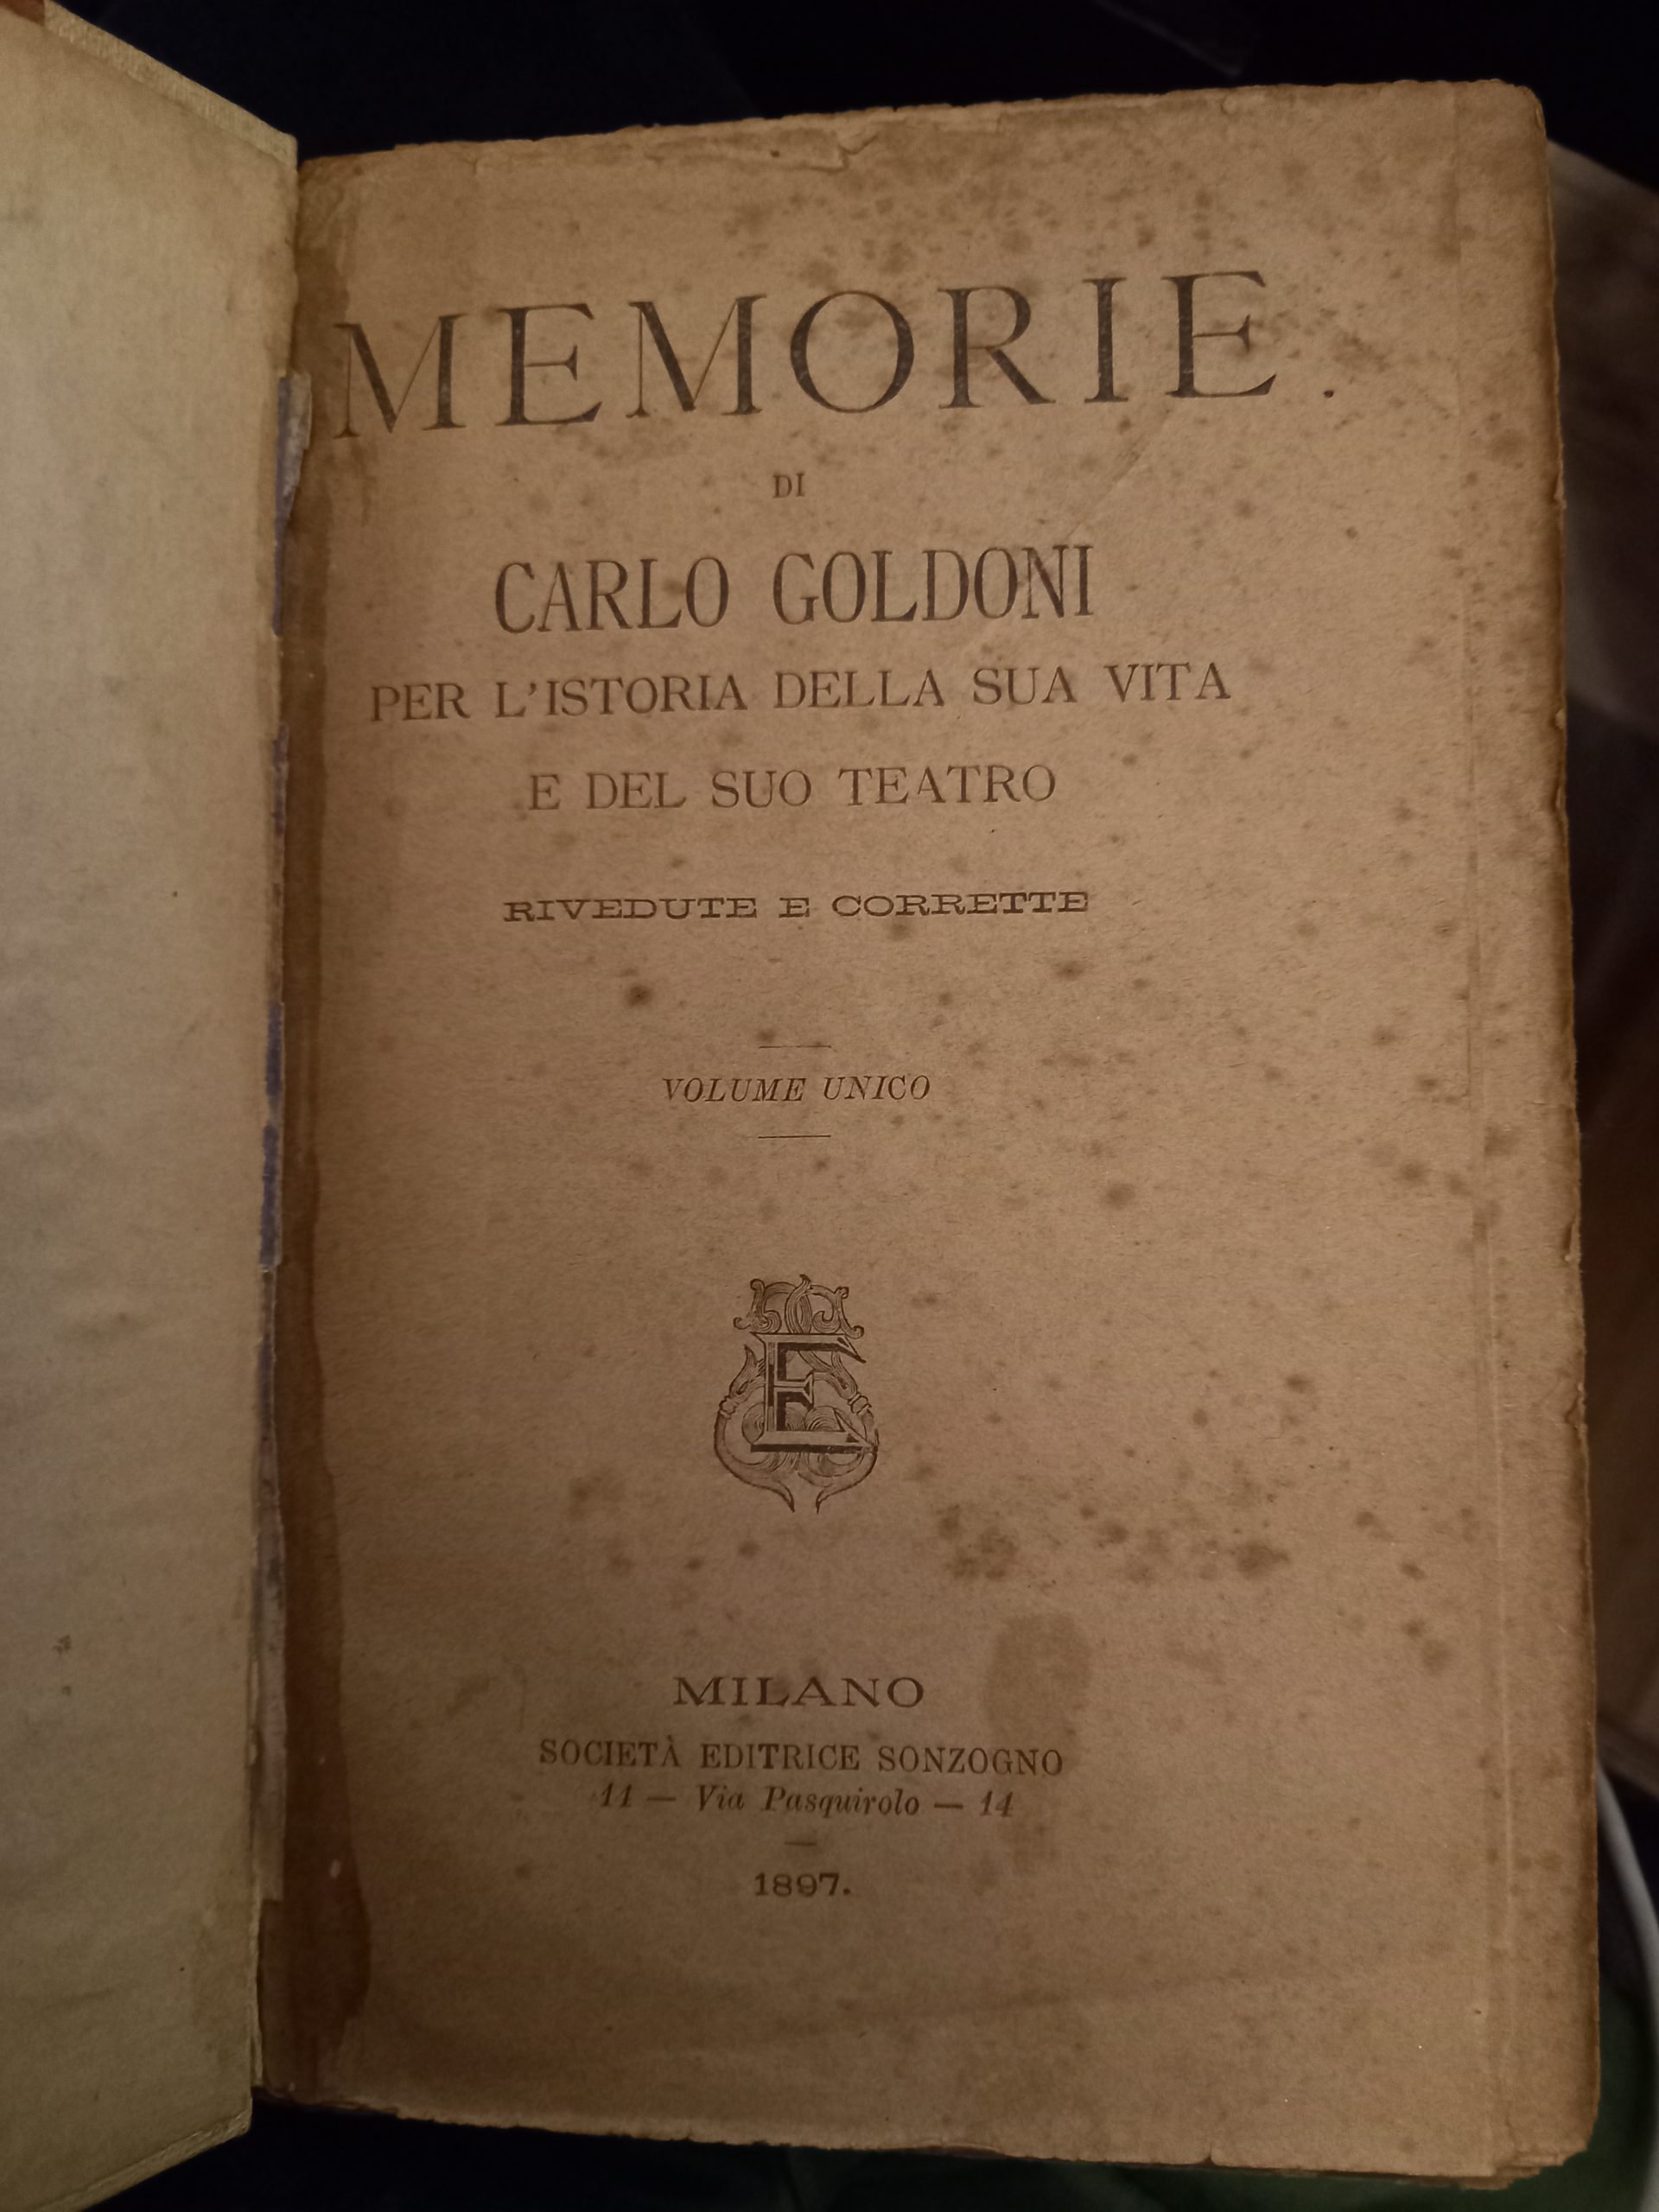 MEMORIE.
DI
CARLO GOLDONI
PER L'ISTORIA DELLA SUA VITA
E DEL SUO TEATRO
RIVEDUTE E CORRETTE
VOLUME UNICO
E
MILANO
SOCIETÀ EDITRICE SONZOGNO
14 — Via Pasquirolo — 14
1897.